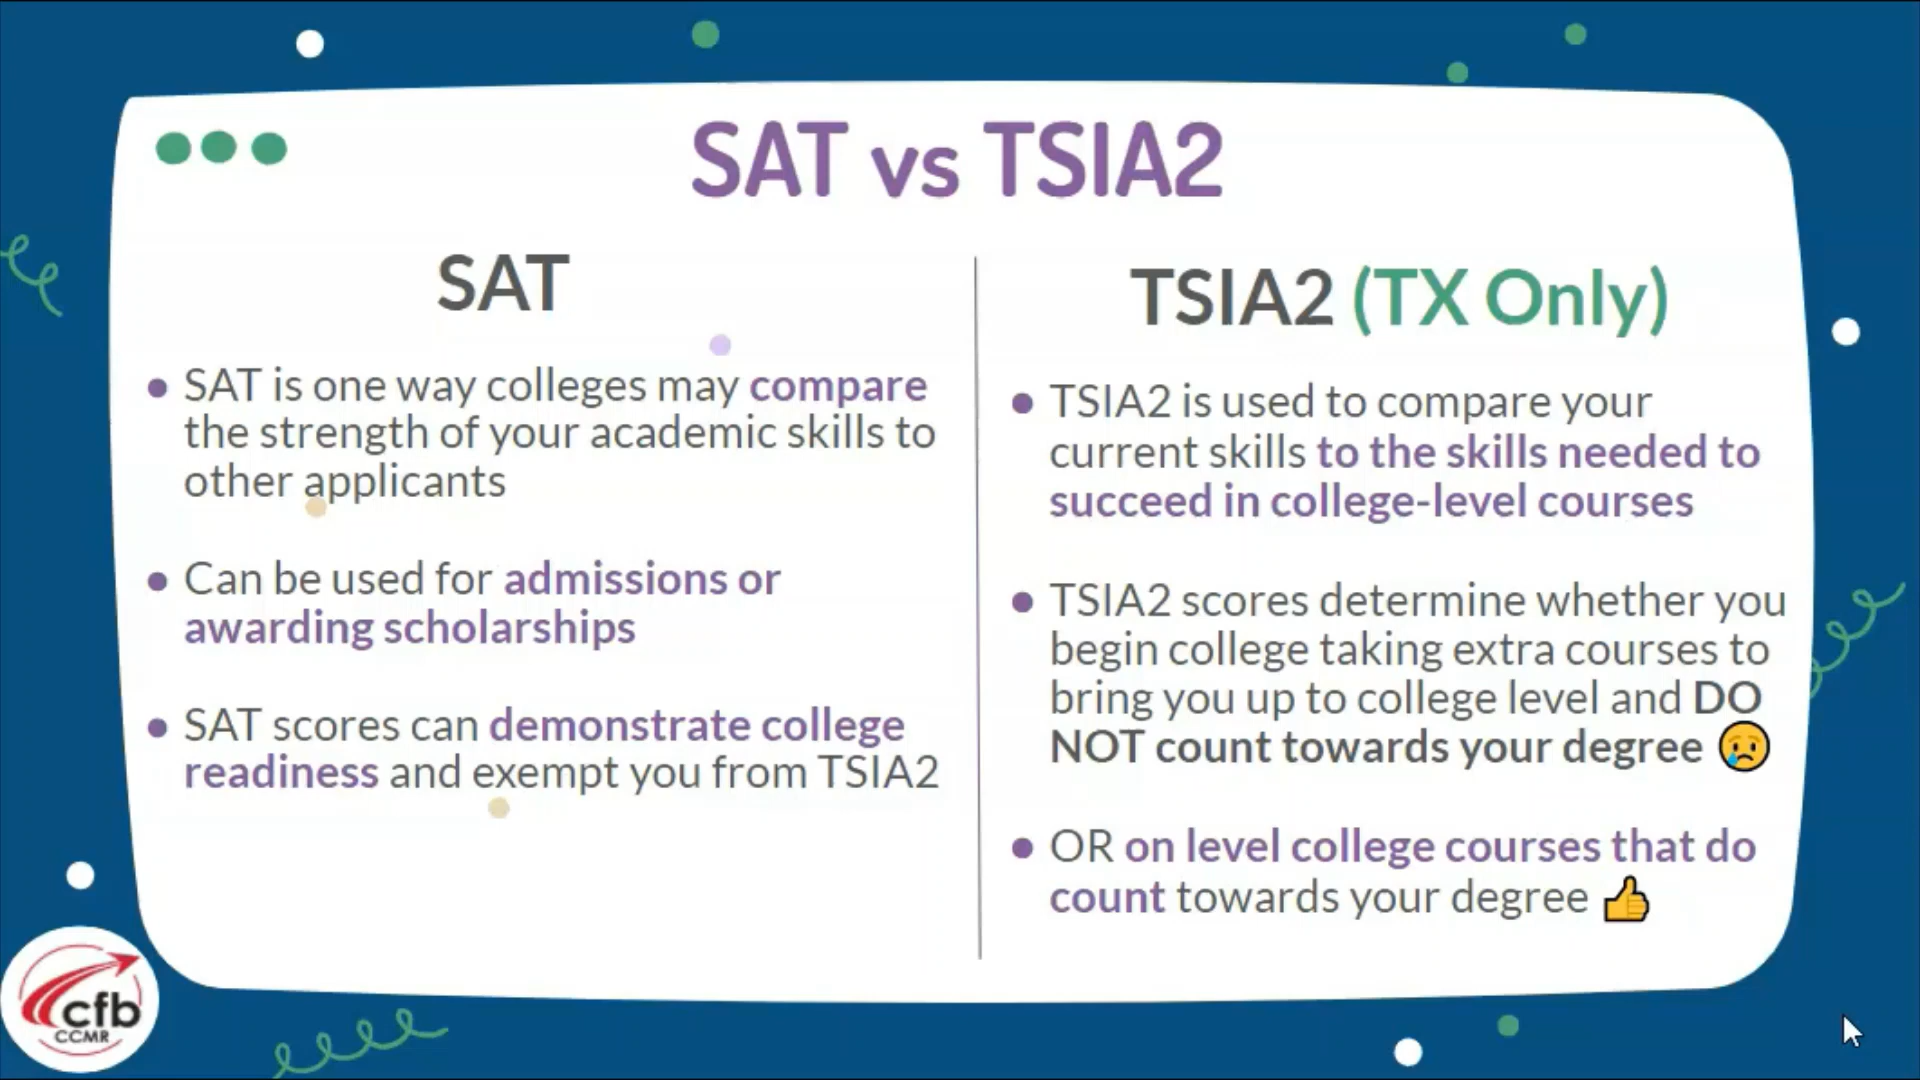 SAT vs TSIA2
SAT
SAT is one way colleges may compare
the strength of your academic skills to
other applicants
Can be used for admissions or
awarding scholarships
SAT scores can demonstrate college
readiness and exempt you from TSIA2
TSIA2 (TX Only)
TSIA2 is used to compare your
current skills to the skills needed to
succeed in college-level courses
TSIA2 scores determine whether you
begin college taking extra courses to
bring you up to college level and DO
NOT count towards your degree 😢
OR on level college courses that do
count towards your degree 👍
cfb
CCMR